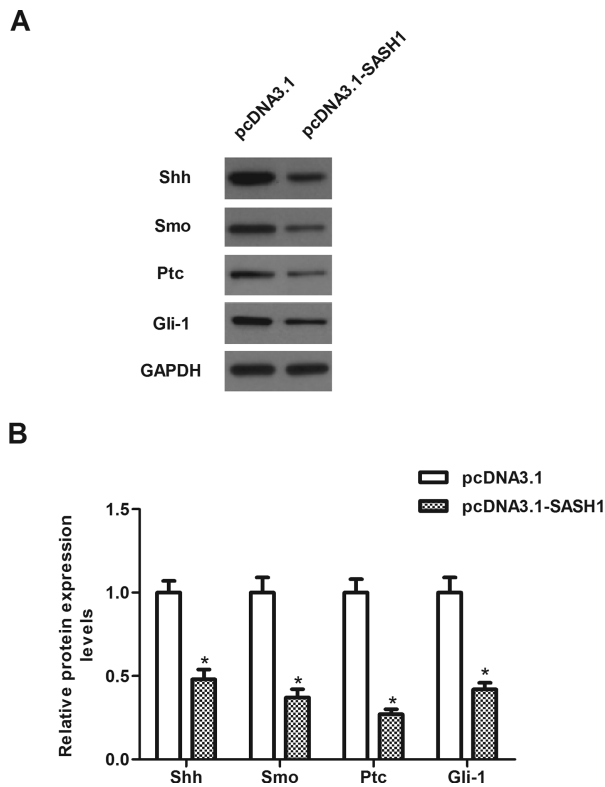 A
pcDNA3.1
pcDNA3.1-SASH1
Shh
Smo
Ptc
Gli-1
GAPDH
B
pcDNA3.1
pcDNA3.1-SASH1
Relative protein expression
levels
1.5
1.0
0.5
0.0
*
*
*
*
Shh
Smo
Ptc
Gli-1